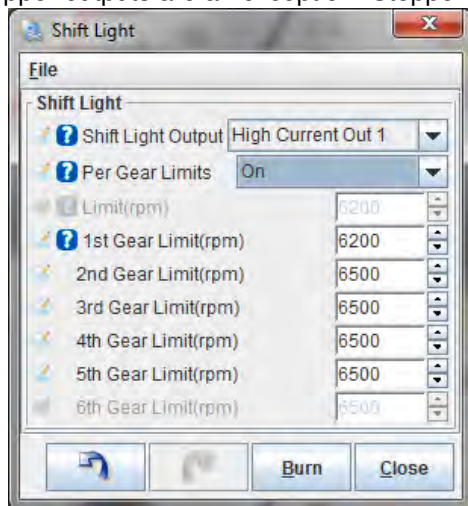 Shift Light
File
Shift Light
Shift Light Output High Current Out 1
Per Gear Limits On
Limit(rpm) 6200
1st Gear Limit(rpm) 6200
2nd Gear Limit(rpm) 6500
3rd Gear Limit(rpm) 6500
4th Gear Limit(rpm) 6500
5th Gear Limit(rpm) 6500
6th Gear Limit(rpm) 6500
Burn Close